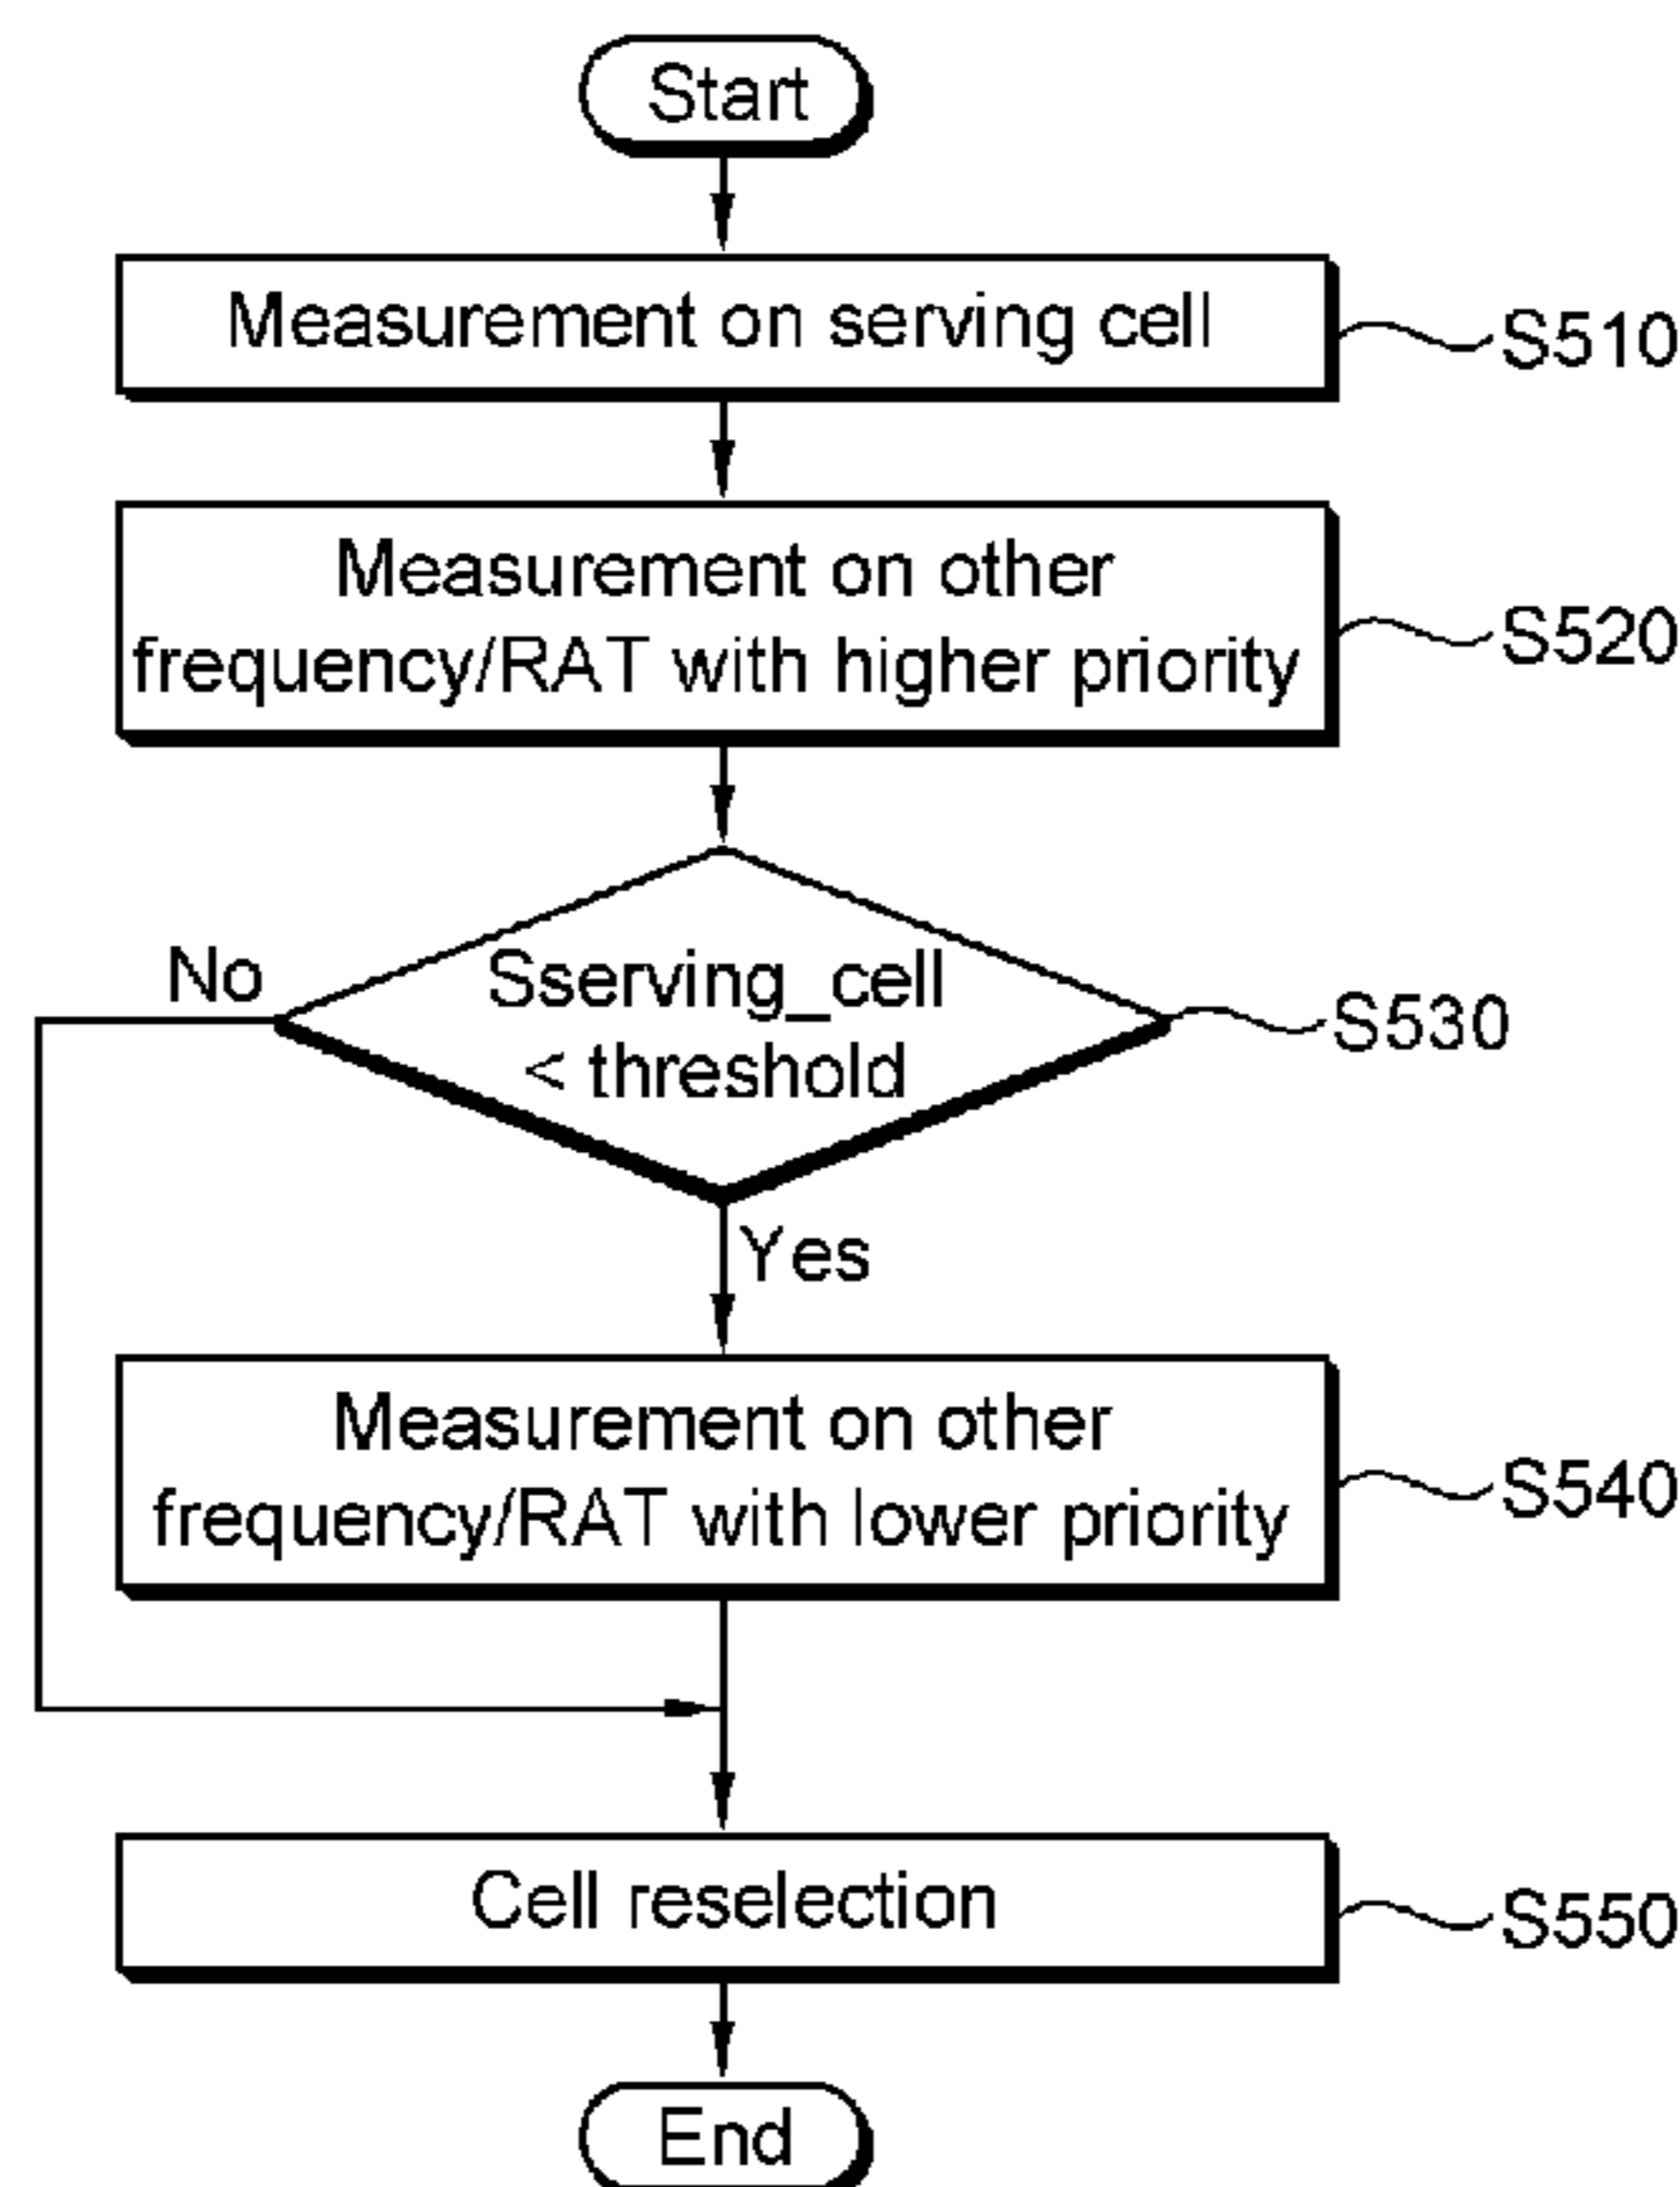 Start
Measurement on serving cell
S510
Measurement on other
frequency/RAT with higher priority
S520
No
Sserving_cell
< threshold
S530
Yes
Measurement on other
frequency/RAT with lower priority
S540
Cell reselection
S550
End